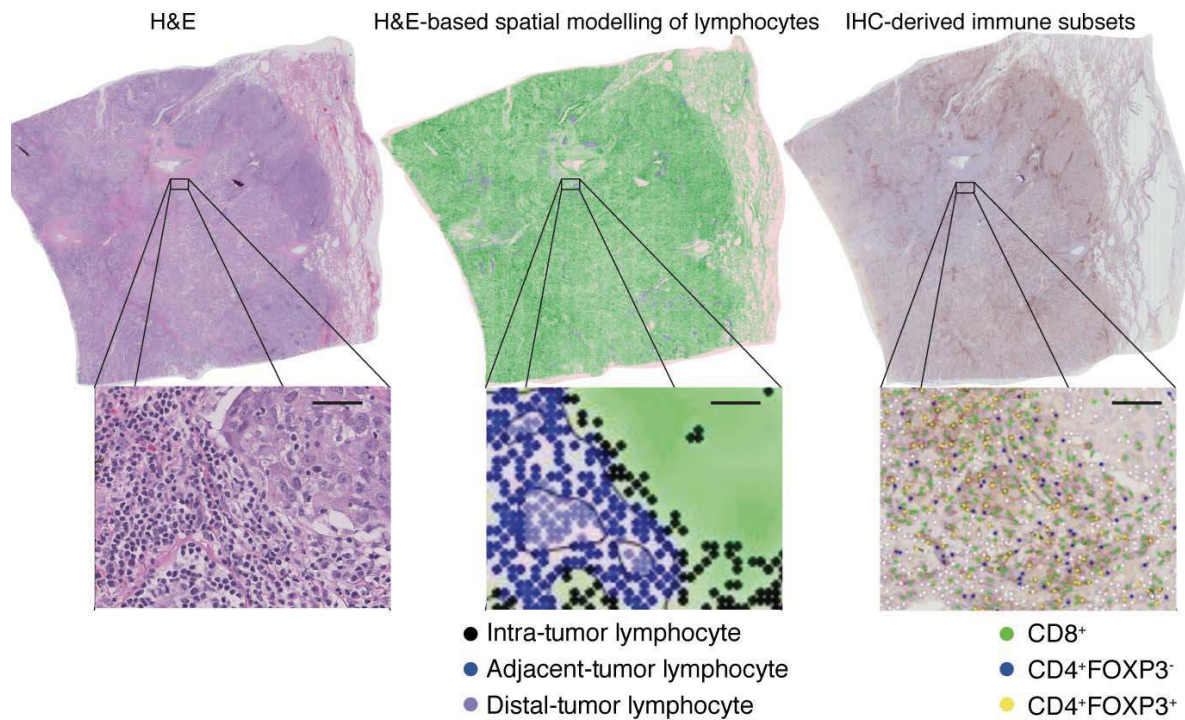 H&E
H&E-based spatial modelling of lymphocytes
IHC-derived immune subsets
Intra-tumor lymphocyte
Adjacent-tumor lymphocyte
Distal-tumor lymphocyte
CD8⁺
CD4⁺FOXP3⁻
CD4⁺FOXP3⁺